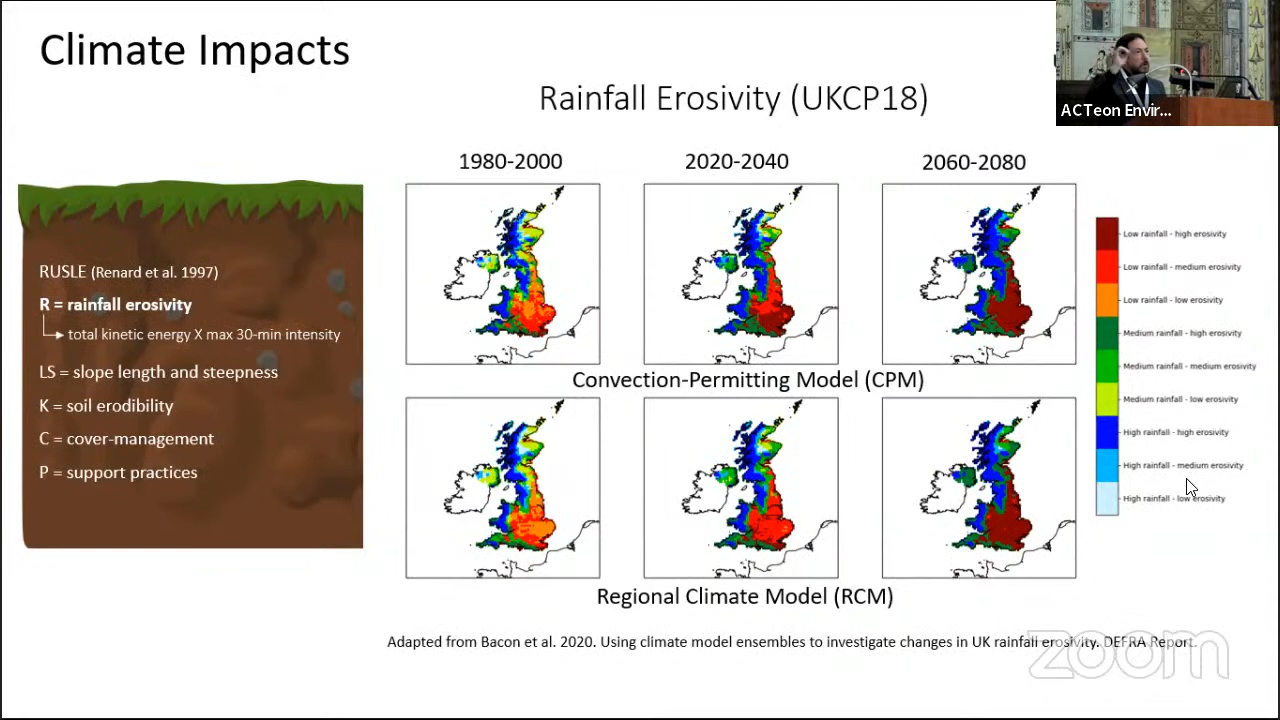 Climate Impacts
Rainfall Erosivity (UKCP18)
ACTeon Envir...
1980-2000
2020-2040
2060-2080
RUSLE (Renard et al. 1997)
R = rainfall erosivity
total kinetic energy X max 30-min intensity
LS = slope length and steepness
K = soil erodibility
C = cover-management
P = support practices
Convection-Permitting Model (CPM)
Regional Climate Model (RCM)
Low rainfall - high erosivity
Low rainfall - medium erosivity
Low rainfall - low erosivity
Medium rainfall - high erosivity
Medium rainfall - medium erosivity
Medium rainfall - low erosivity
High rainfall - high erosivity
High rainfall - medium erosivity
High rainfall - low erosivity
Adapted from Bacon et al. 2020. Using climate model ensembles to investigate changes in UK rainfall erosivity. DEFRA Report.
zoom